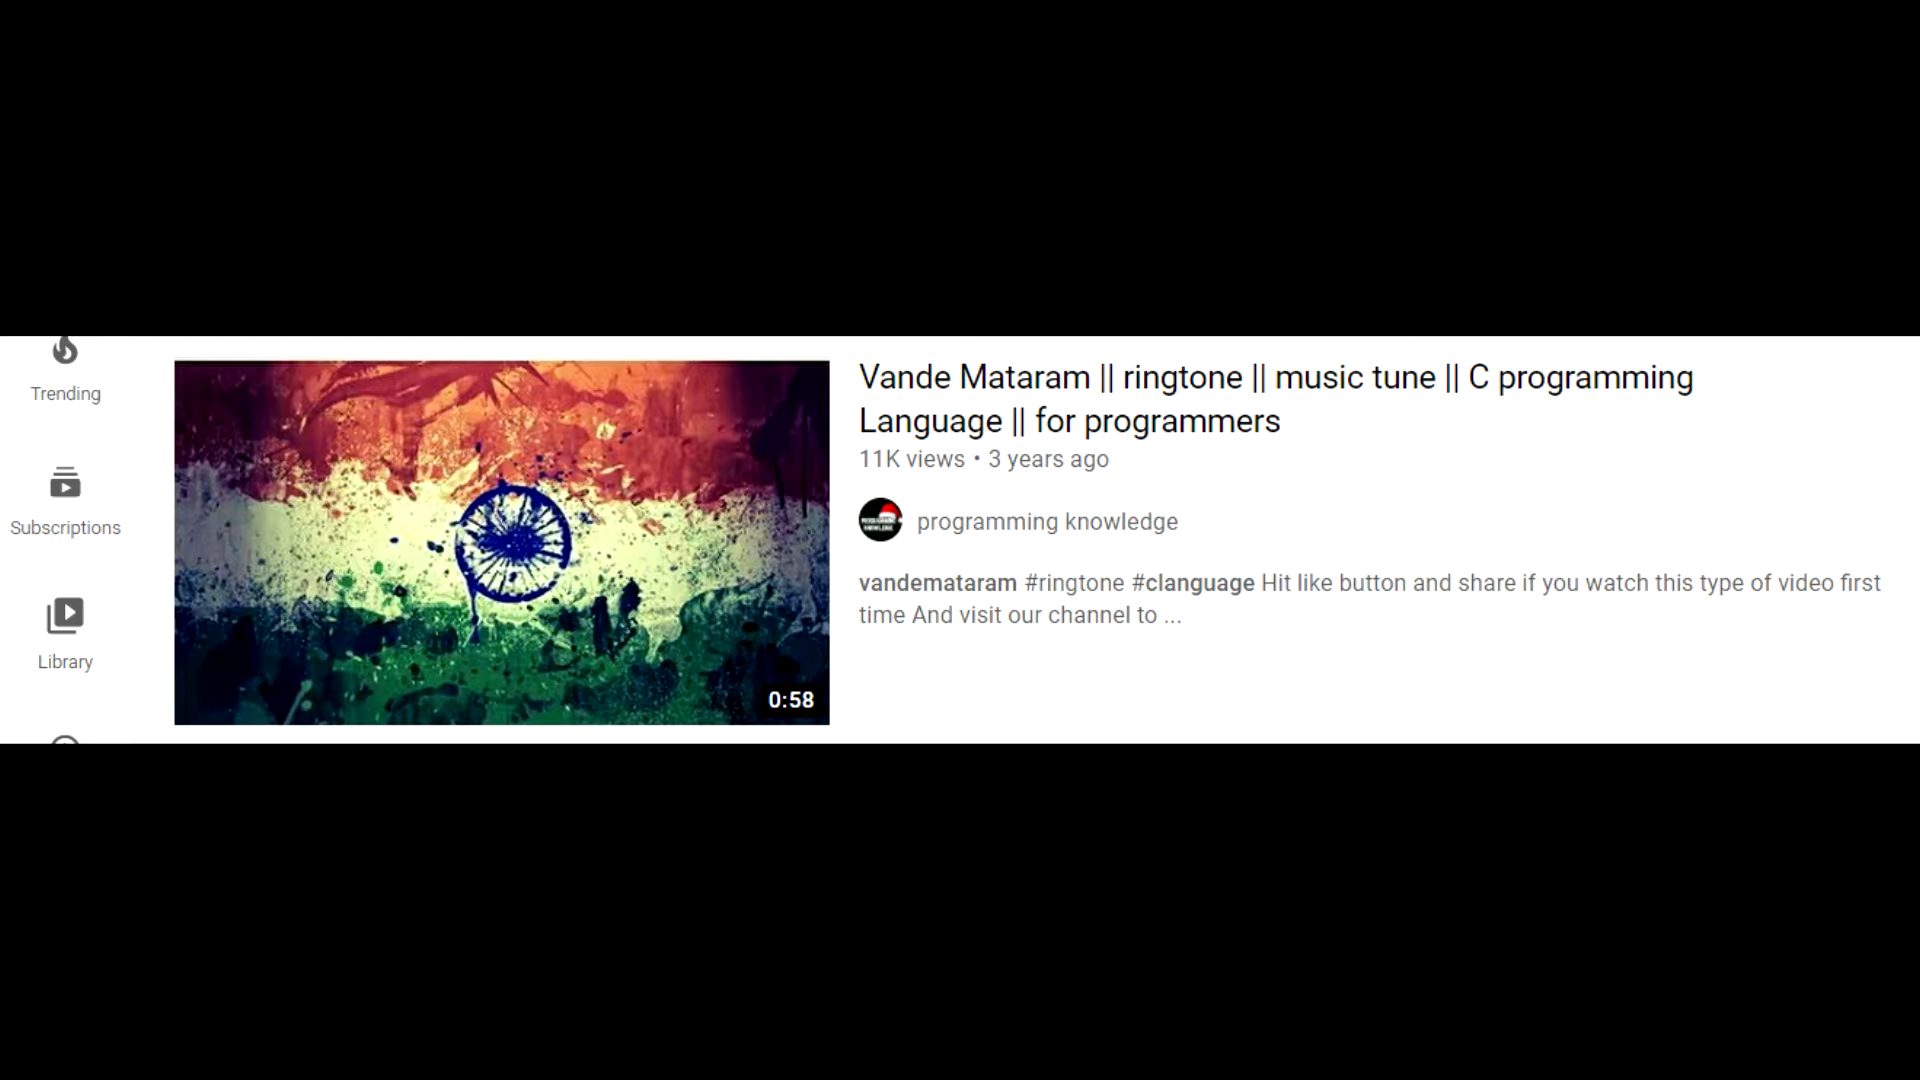 Trending
Subscriptions
Library
0:58
Vande Mataram || ringtone || music tune || C programming
Language || for programmers
11K views • 3 years ago
programming knowledge
vandemataram #ringtone #clanguage Hit like button and share if you watch this type of video first
time And visit our channel to ...